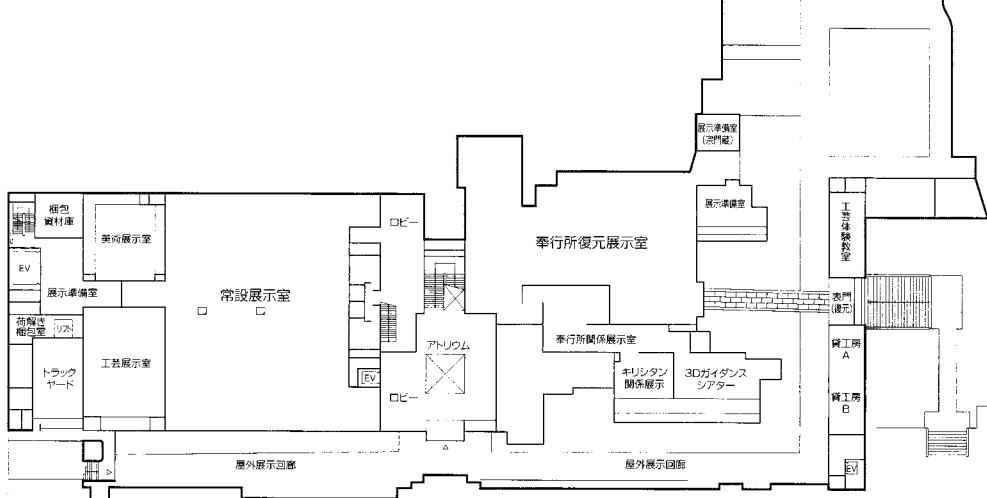 展示準備室
(宗門蔵)
梱包
資材庫
美術展示室
ロビー
展示準備室
工芸体験教室
奉行所復元展示室
EV
展示準備室
常設展示室
表門
(復元)
荷解き
梱包室
リフト
アトリウム
奉行所関係展示室
貸工房
A
トラック
ヤード
工芸展示室
EV
キリシタン
関係展示
3Dガイダンス
シアター
ロビー
貸工房
B
屋外展示回廊
屋外展示回廊
EV